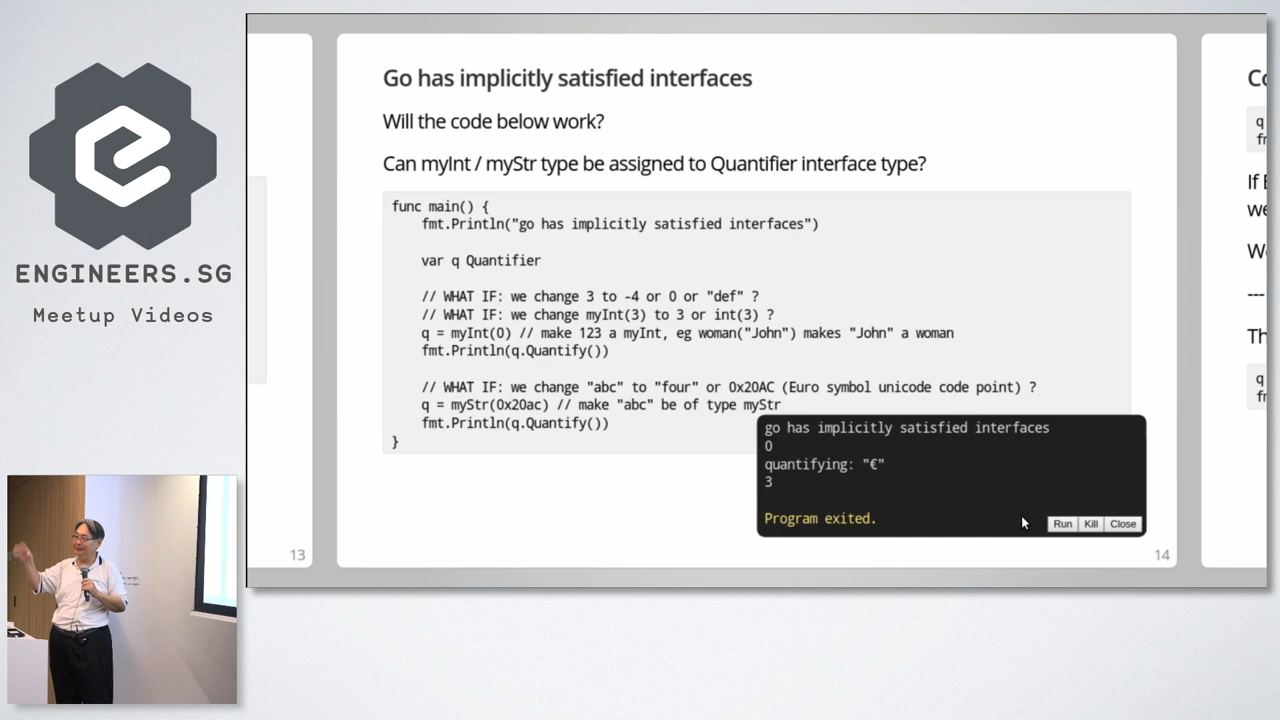 ENGINEERS.SG
Meetup Videos
13
Go has implicitly satisfied interfaces
Will the code below work?
Can myInt / myStr type be assigned to Quantifier interface type?
func main() {
fmt.Println("go has implicitly satisfied interfaces")
var q Quantifier
// WHAT IF: we change 3 to -4 or 0 or "def" ?
// WHAT IF: we change myInt(3) to 3 or int(3) ?
q = myInt(0) // make 123 a myInt, eg woman("John") makes "John" a woman
fmt.Println(q.Quantify())
// WHAT IF: we change "abc" to "four" or 0x20AC (Euro symbol unicode code point) ?
q = myStr(0x20ac) // make "abc" be of type myStr
fmt.Println(q.Quantify())
}
go has implicitly satisfied interfaces
0
quantifying: "€"
3
Program exited.
Run Kill Close
14
q
If
---